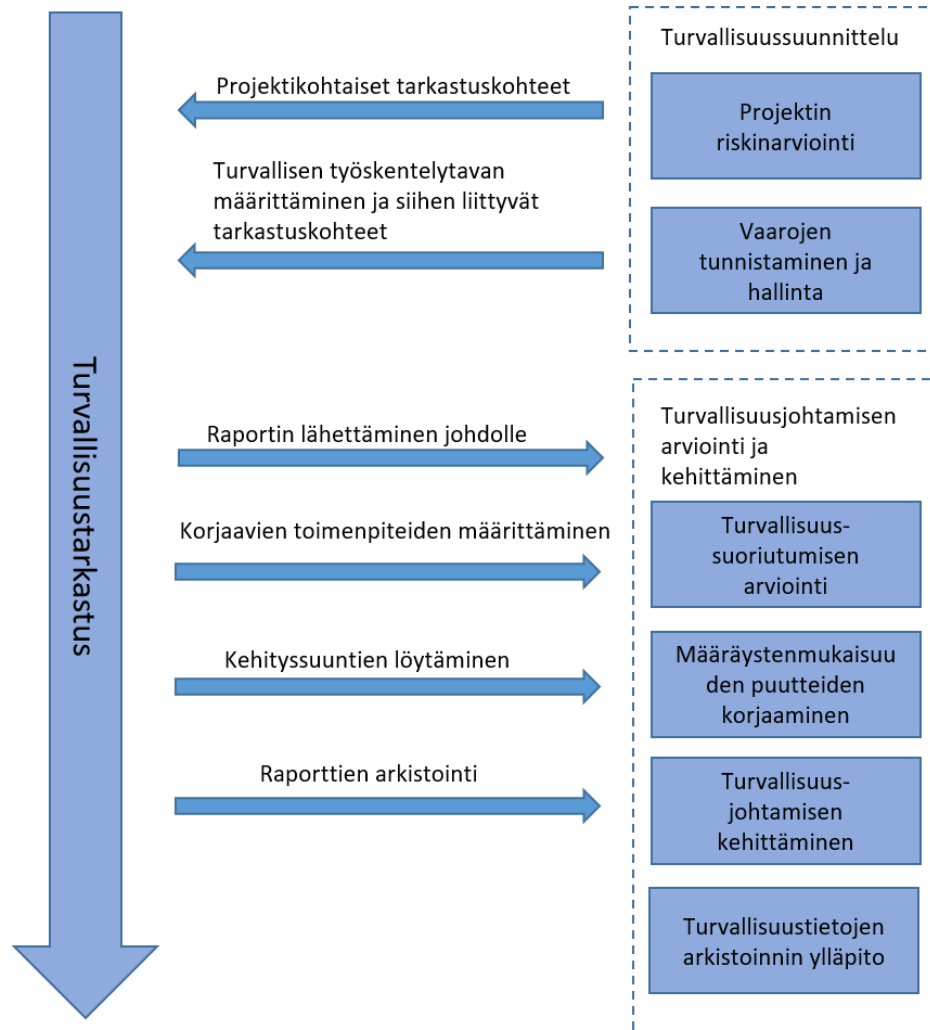 Turvallisuussuunnittelu
Projektikohtaiset tarkastuskohteet
Projektin
riskinarviointi
Turvallisen työskentelytavan
määrittäminen ja siihen liittyvät
tarkastuskohteet
Vaarojen
tunnistaminen ja
hallinta
Turvallisuustarkastus
Turvallisuusjohtamisen
arviointi ja
kehittäminen
Raportin lähettäminen johdolle
Korjaavien toimenpiteiden määrittäminen
Turvallisuus-
suoriutumisen
arviointi
Kehityssuuntien löytäminen
Määräystenmukaisuu
den puutteiden
korjaaminen
Raporttien arkistointi
Turvallisuus-
johtamisen
kehittäminen
Turvallisuustietojen
arkistoinnin ylläpito